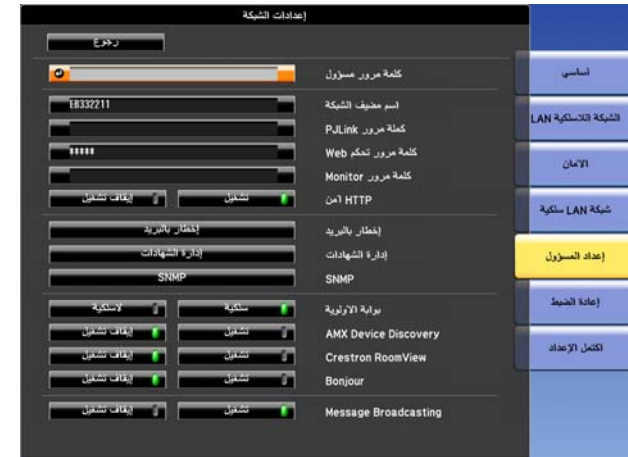 إعدادات الشبكة
رجوع
كلمة مرور مسؤول
اسم مضيف الشبكة EB332211
كملة مرور PJLink
كلمة مرور تحكم Web *****
كلمة مرور Monitor
HTTP آمن تشغيل إيقاف تشغيل
إخطار بالبريد إخطار بالبريد
إدارة الشهادات إدارة الشهادات
SNMP SNMP
بوابة الأولوية سلكية لاسلكية
AMX Device Discovery تشغيل إيقاف تشغيل
Crestron RoomView تشغيل إيقاف تشغيل
Bonjour تشغيل إيقاف تشغيل
Message Broadcasting تشغيل إيقاف تشغيل
أساسي
الشبكة اللاسلكية LAN
الأمان
شبكة LAN سلكية
إعداد المسؤول
إعادة الضبط
اكتمل الإعداد